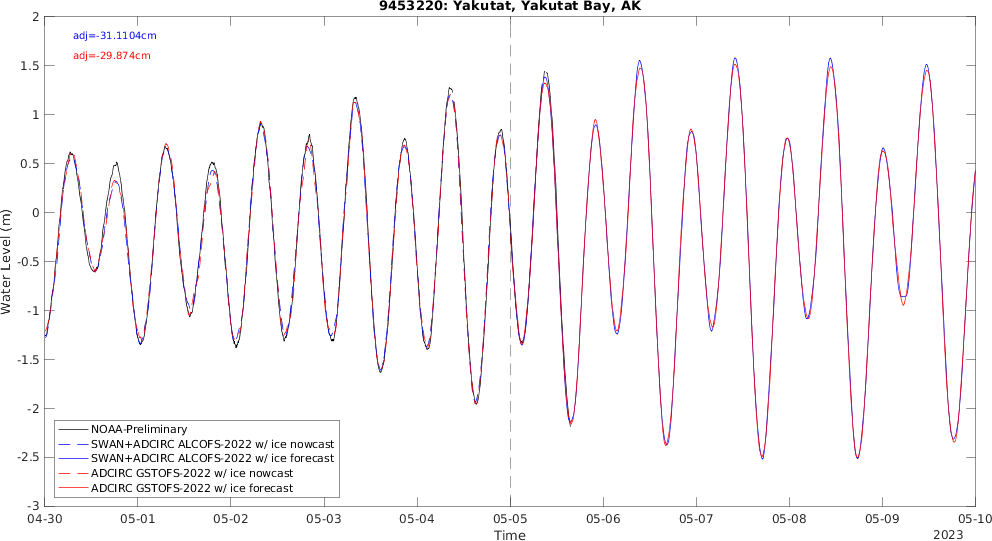 9453220: Yakutat, Yakutat Bay, AK
adj=-31.1104cm
adj=-29.874cm
Water Level (m)
2
1.5
1
0.5
0
-0.5
-1
-1.5
-2
-2.5
-3
NOAA-Preliminary
SWAN+ADCIRC ALCOFS-2022 w/ ice nowcast
SWAN+ADCIRC ALCOFS-2022 w/ ice forecast
ADCIRC GSTOFS-2022 w/ ice nowcast
ADCIRC GSTOFS-2022 w/ ice forecast
04-30 05-01 05-02 05-03 05-04 05-05 05-06 05-07 05-08 05-09 05-10
Time
2023